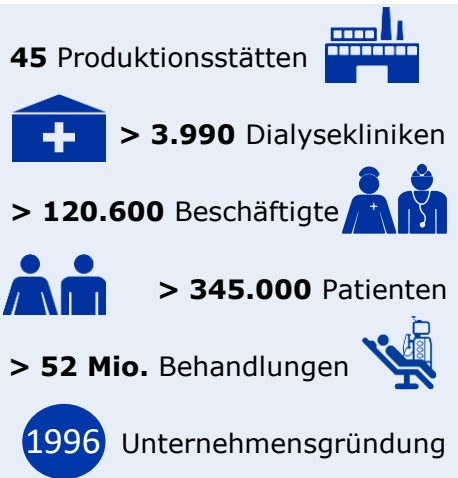 45 Produktionsstätten
> 3.990 Dialysekliniken
> 120.600 Beschäftigte
> 345.000 Patienten
> 52 Mio. Behandlungen
1996 Unternehmensgründung